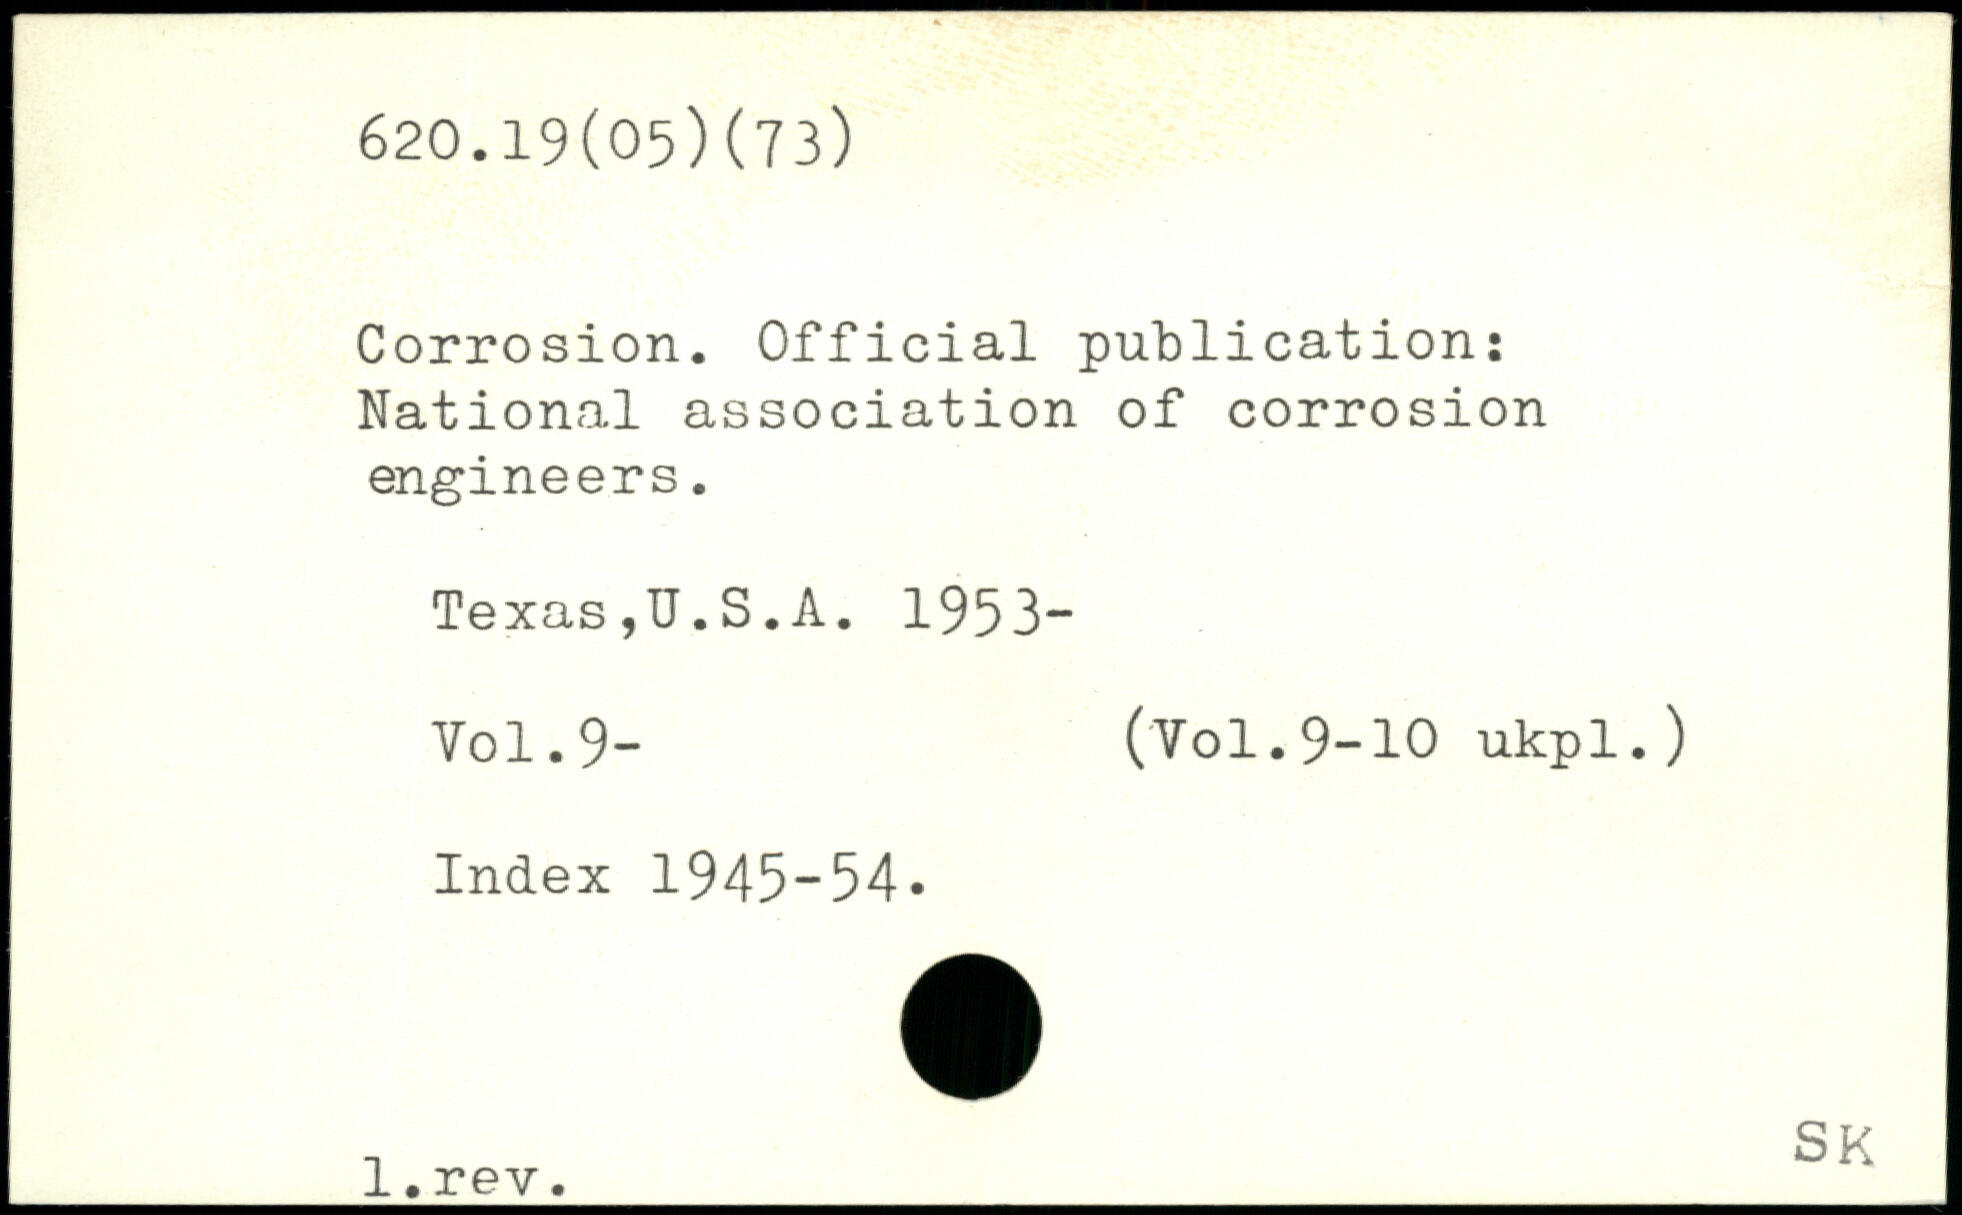 620.19(05)(73)
Corrosion. Official publication:
National association of corrosion
engineers.
Texas,U.S.A. 1953-
Vol.9- (Vol.9-10 ukpl.)
Index 1945-54.
SK
1.rev.